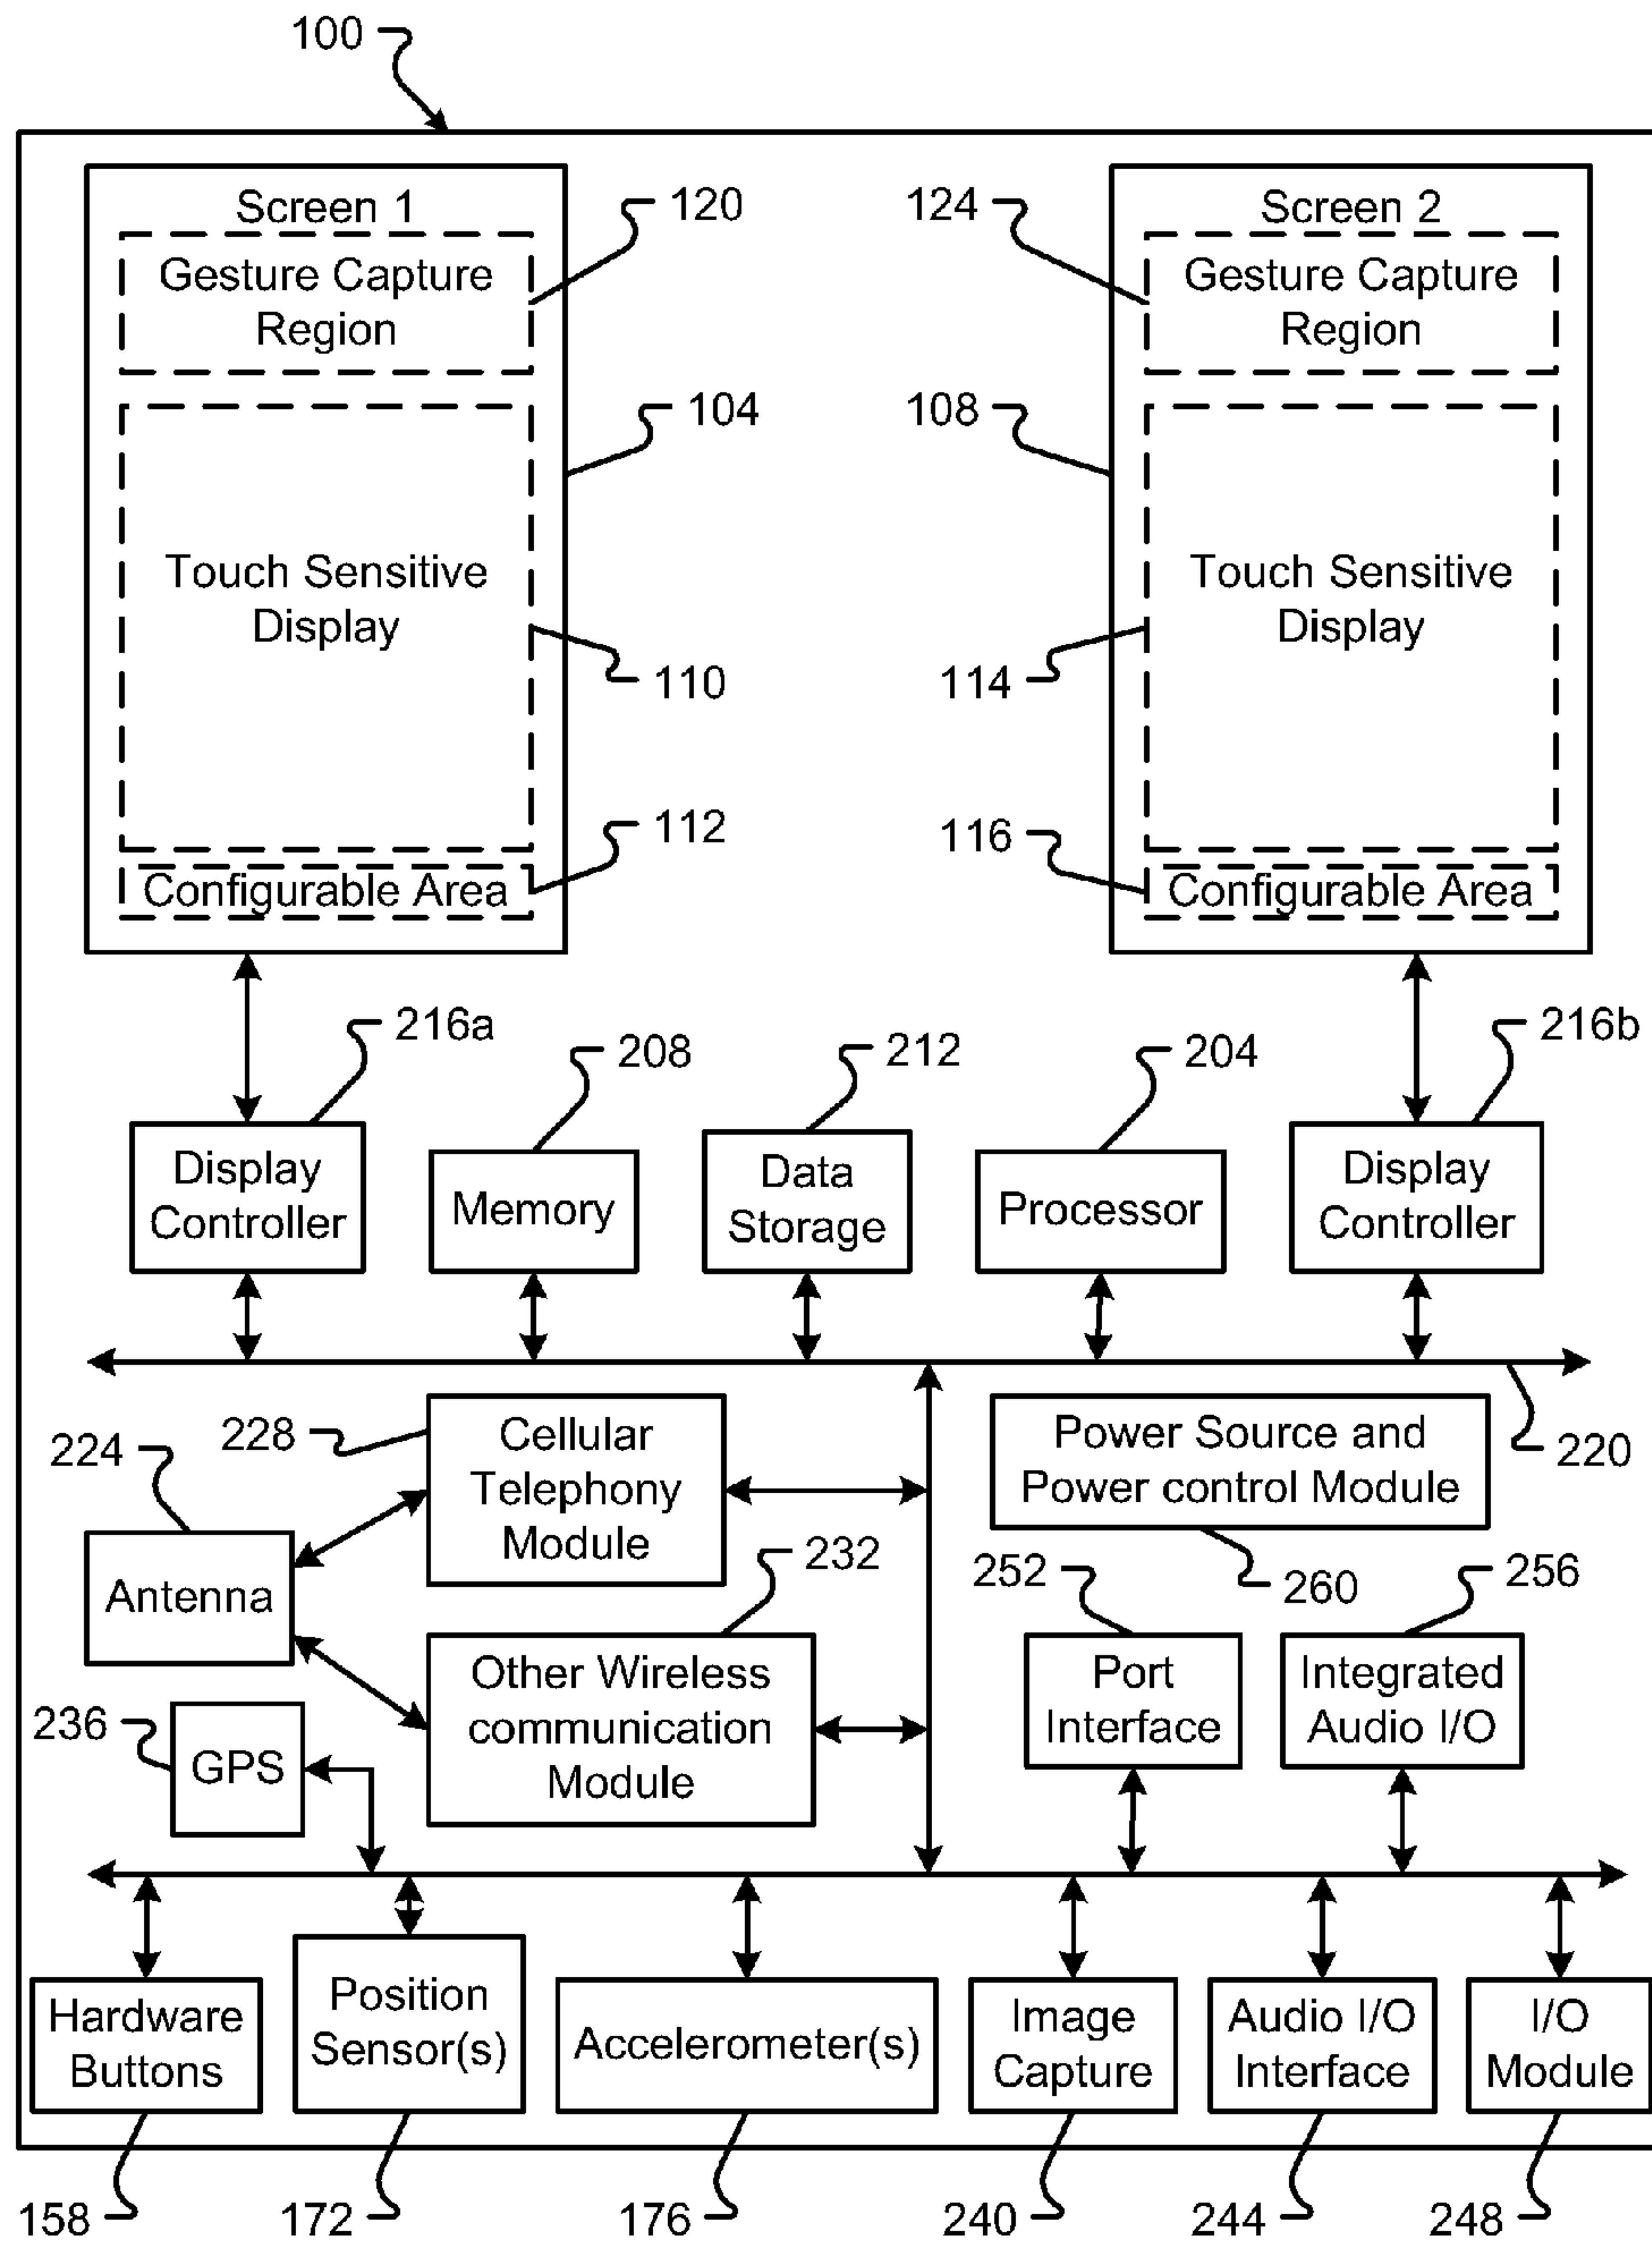 100
Screen 1
120
124
Screen 2
Gesture Capture
Region
Gesture Capture
Region
104
108
Touch Sensitive
Display
Touch Sensitive
Display
110
114
112
116
Configurable Area
Configurable Area
216a
208
212
204
216b
Display
Controller
Memory
Data
Storage
Processor
Display
Controller
228
Cellular
Telephony
Module
Power Source and
Power control Module
220
224
Antenna
232
252
260
256
Other Wireless
communication
Module
Port
Interface
Integrated
Audio I/O
236
GPS
Hardware
Buttons
Position
Sensor(s)
Accelerometer(s)
Image
Capture
Audio I/O
Interface
I/O
Module
158
172
176
240
244
248